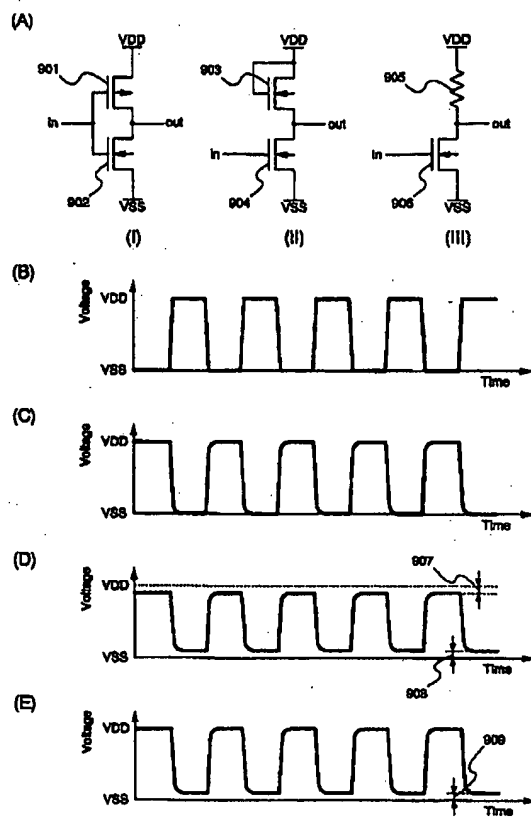 (A)
VDD VDD VDD
901 903 905
in out in out in out
902 904 906
VSS VSS VSS
(I) (II) (III)
(B)
Voltage
VDD
VSS
Time
(C)
Voltage
VDD
VSS
Time
(D)
907
Voltage
VDD
VSS
Time
908
(E)
Voltage
VDD
909
VSS
Time